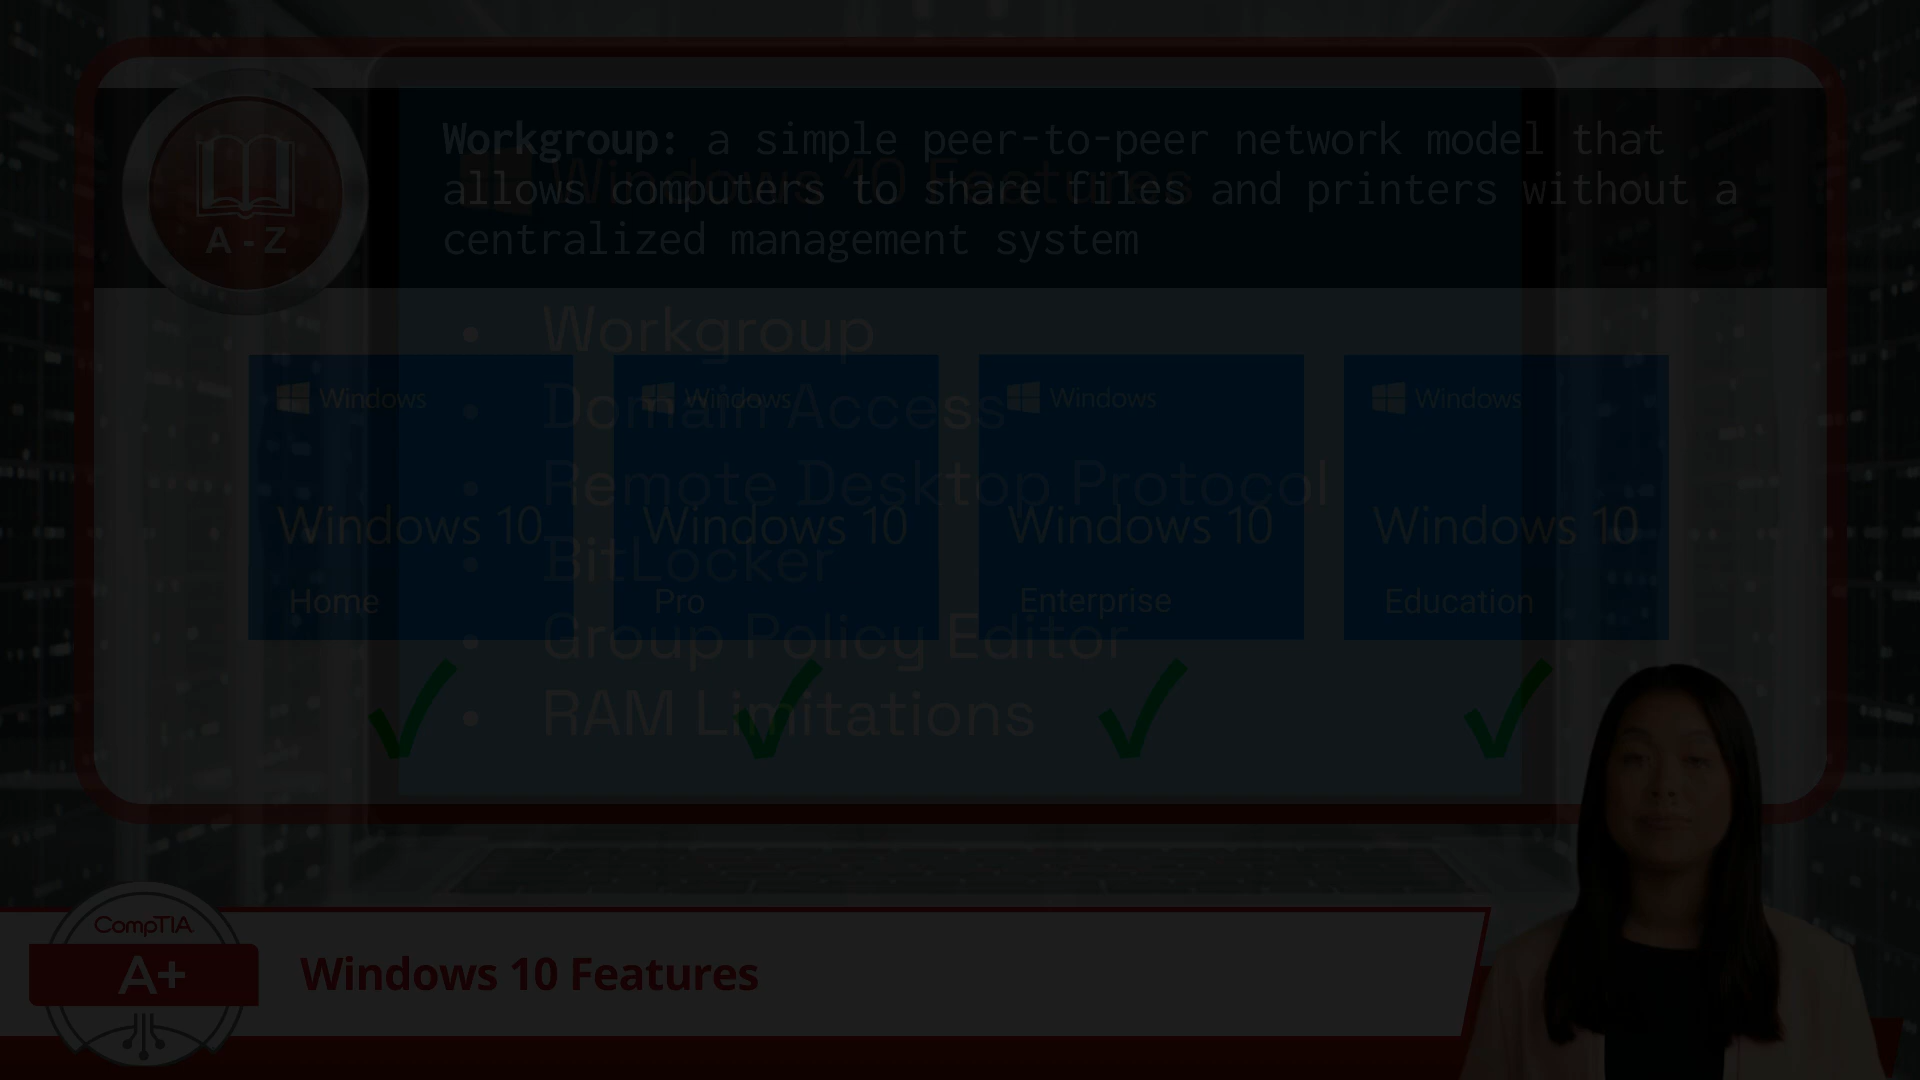 Workgroup: a simple peer-to-peer network model that
allows computers to share files and printers without a
centralized management system
A - Z
Windows 10 Features
• Workgroup
• Domain Access
• Remote Desktop Protocol
• BitLocker
• Group Policy Editor
• RAM Limitations
Windows
Windows 10
Home
Windows
Windows 10
Pro
Windows
Windows 10
Enterprise
Windows
Windows 10
Education
CompTIA
A+
Windows 10 Features